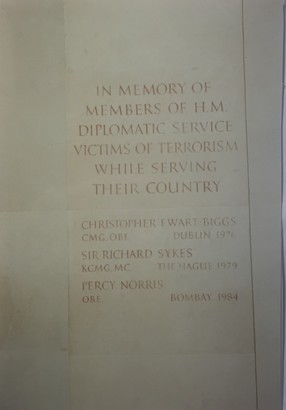 IN MEMORY OF
MEMBERS OF H.M.
DIPLOMATIC SERVICE
VICTIMS OF TERRORISM
WHILE SERVING
THEIR COUNTRY
CHRISTOPHER EWART-BIGGS
CMG OBE DUBLIN 1976
SIR RICHARD SYKES
KCMG MC THE HAGUE 1979
PERCY NORRIS
OBE BOMBAY 1984